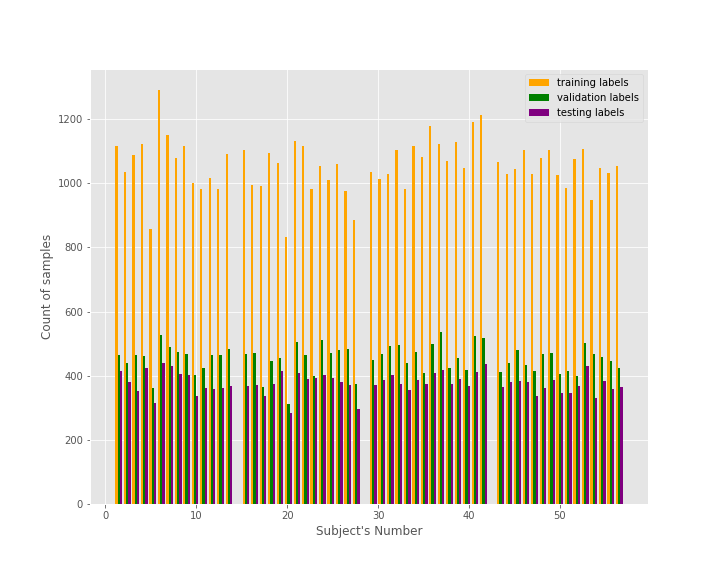 training labels
validation labels
testing labels
Count of samples
1200
1000
800
600
400
200
0
0 10 20 30 40 50
Subject's Number